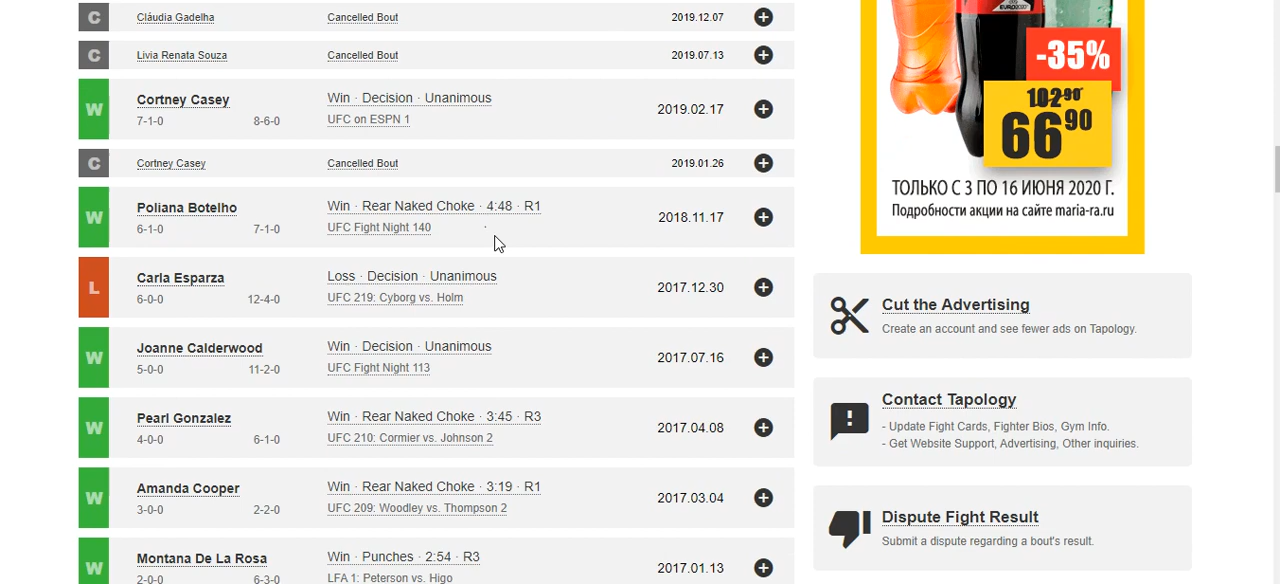 C Cláudia Gadelha Cancelled Bout 2019.12.07
C Livia Renata Souza Cancelled Bout 2019.07.13
W Cortney Casey Win · Decision · Unanimous 2019.02.17
7-1-0 8-6-0 UFC on ESPN 1
C Cortney Casey Cancelled Bout 2019.01.26
W Poliana Botelho Win · Rear Naked Choke · 4:48 · R1 2018.11.17
6-1-0 7-1-0 UFC Fight Night 140
L Carla Esparza Loss · Decision · Unanimous 2017.12.30
6-0-0 12-4-0 UFC 219: Cyborg vs. Holm
W Joanne Calderwood Win · Decision · Unanimous 2017.07.16
5-0-0 11-2-0 UFC Fight Night 113
W Pearl Gonzalez Win · Rear Naked Choke · 3:45 · R3 2017.04.08
4-0-0 6-1-0 UFC 210: Cormier vs. Johnson 2
W Amanda Cooper Win · Rear Naked Choke · 3:19 · R1 2017.03.04
3-0-0 2-2-0 UFC 209: Woodley vs. Thompson 2
W Montana De La Rosa Win · Punches · 2:54 · R3 2017.01.13
2-0-0 6-3-0 LFA 1: Peterson vs. Higo
EURO2020
-35%
102 90
66 90
ТОЛЬКО С 3 ПО 16 ИЮНЯ 2020 Г.
Подробности акции на сайте maria-ra.ru
Cut the Advertising
Create an account and see fewer ads on Tapology.
Contact Tapology
- Update Fight Cards, Fighter Bios, Gym Info.
- Get Website Support, Advertising, Other inquiries.
Dispute Fight Result
Submit a dispute regarding a bout's result.